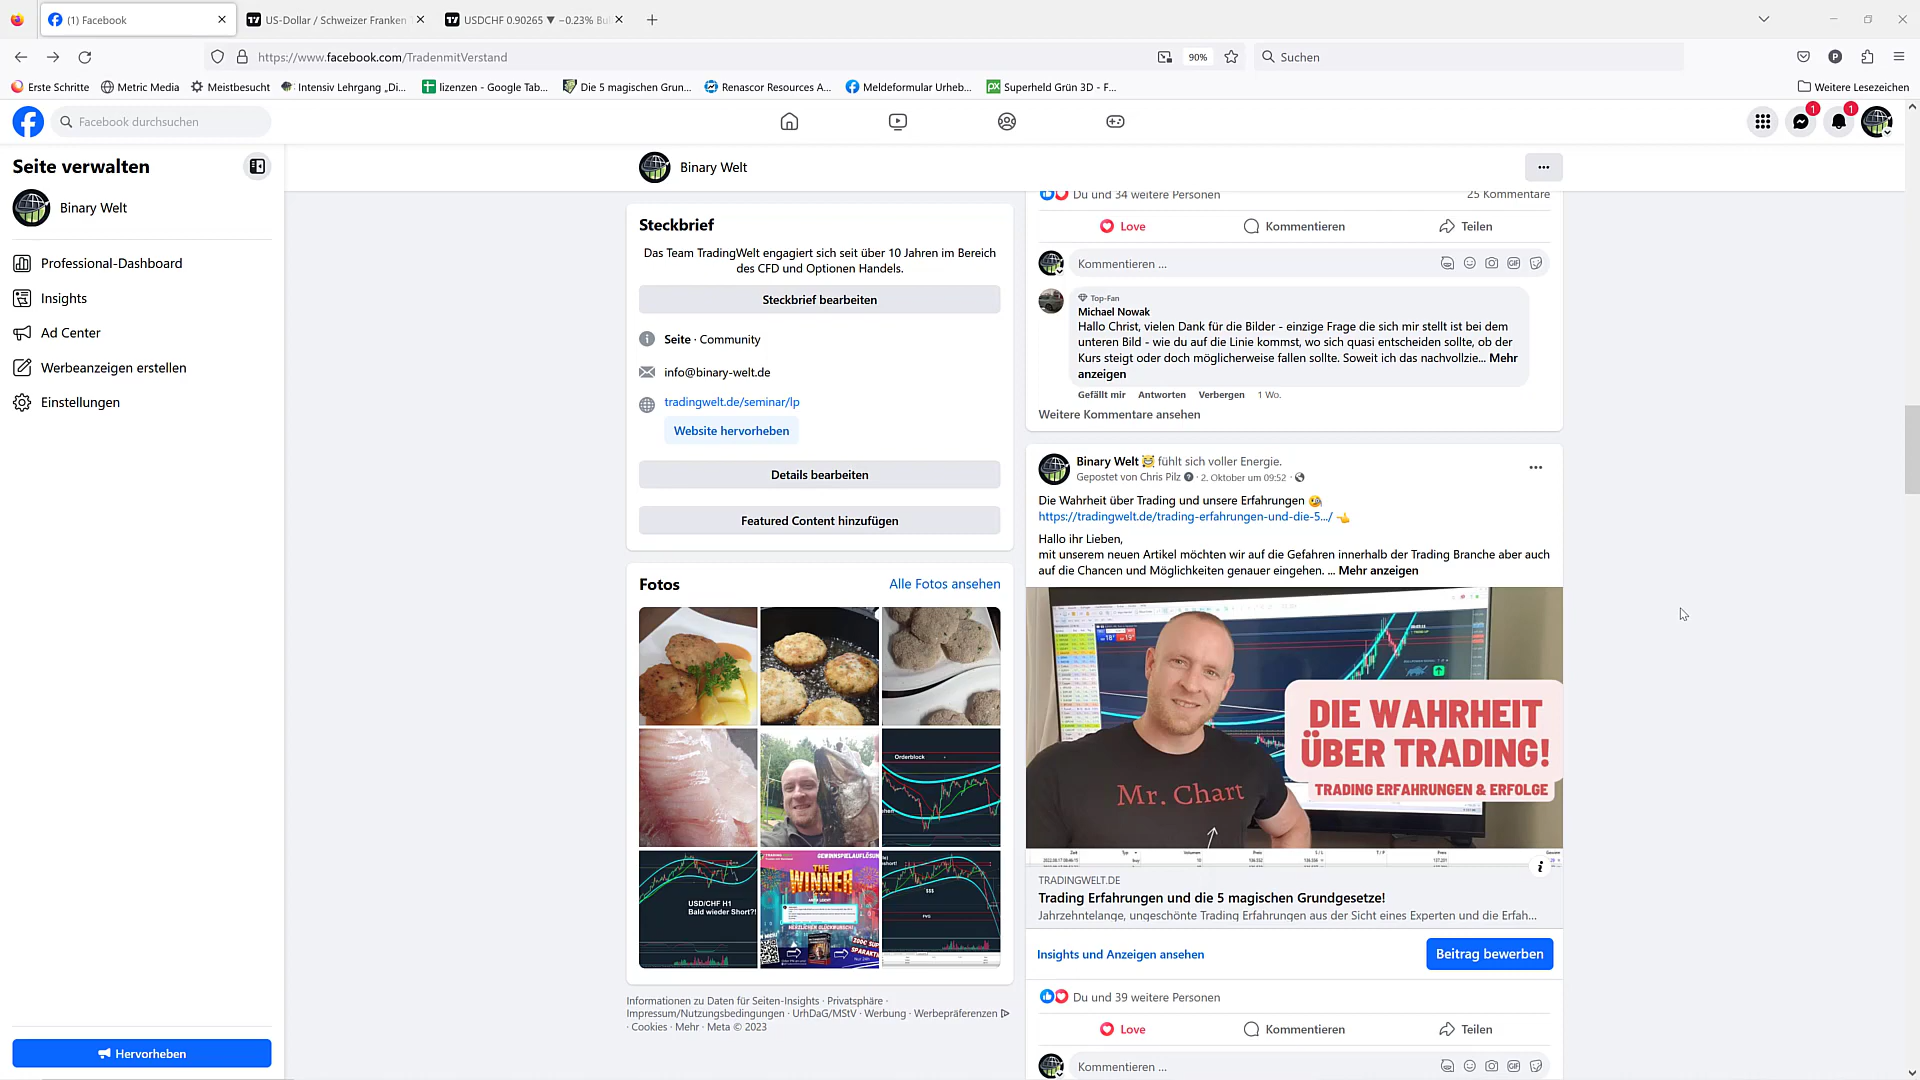 (1) Facebook
US-Dollar / Schweizer Franken
USDCHF 0.90265 ▼ −0.23%
https://www.facebook.com/TradenmitVerstand
90%
Suchen
Erste Schritte
Metric Media
Meistbesucht
Intensiv Lehrgang „Di...
lizenzen - Google Tab...
Die 5 magischen Grun...
Renascor Resources A...
Meldeformular Urheb...
Superheld Grün 3D - F...
Weitere Lesezeichen
Facebook durchsuchen
1
1
Seite verwalten
Binary Welt
Professional-Dashboard
Insights
Ad Center
Werbeanzeigen erstellen
Einstellungen
Hervorheben
Binary Welt
Steckbrief
Das Team TradingWelt engagiert sich seit über 10 Jahren im Bereich
des CFD und Optionen Handels.
Steckbrief bearbeiten
Seite · Community
info@binary-welt.de
tradingwelt.de/seminar/lp
Website hervorheben
Details bearbeiten
Featured Content hinzufügen
Fotos
Alle Fotos ansehen
Orderblock
USD/CHF H1
Bald wieder Short?!
GEWINNSPIELAUFLÖSUNG
THE
WINNER
HERZLICHEN GLÜCKWUNSCH!
$$$
FVG
Informationen zu Daten für Seiten-Insights · Privatsphäre ·
Impressum/Nutzungsbedingungen · UrhDaG/MStV · Werbung · Werbepräferenzen
· Cookies · Mehr · Meta © 2023
Du und 34 weitere Personen
25 Kommentare
Love
Kommentieren
Teilen
Kommentieren ...
Top-Fan
Michael Nowak
Hallo Christ, vielen Dank für die Bilder - einzige Frage die sich mir stellt ist bei dem
unteren Bild - wie du auf die Linie kommst, wo sich quasi entscheiden sollte, ob der
Kurs steigt oder doch möglicherweise fallen sollte. Soweit ich das nachvollzie... Mehr
anzeigen
Gefällt mir Antworten Verbergen 1 Wo.
Weitere Kommentare ansehen
Binary Welt fühlt sich voller Energie.
Gepostet von Chris Pilz · 2. Oktober um 09:52 ·
Die Wahrheit über Trading und unsere Erfahrungen
https://tradingwelt.de/trading-erfahrungen-und-die-5.../
Hallo ihr Lieben,
mit unserem neuen Artikel möchten wir auf die Gefahren innerhalb der Trading Branche aber auch
auf die Chancen und Möglichkeiten genauer eingehen. ... Mehr anzeigen
DIE WAHRHEIT
ÜBER TRADING!
TRADING ERFAHRUNGEN & ERFOLGE
Mr. Chart
TRADINGWELT.DE
Trading Erfahrungen und die 5 magischen Grundgesetze!
Jahrzehntelange, ungeschönte Trading Erfahrungen aus der Sicht eines Experten und die Erfah...
Insights und Anzeigen ansehen
Beitrag bewerben
Du und 39 weitere Personen
Love
Kommentieren
Teilen
Kommentieren ...